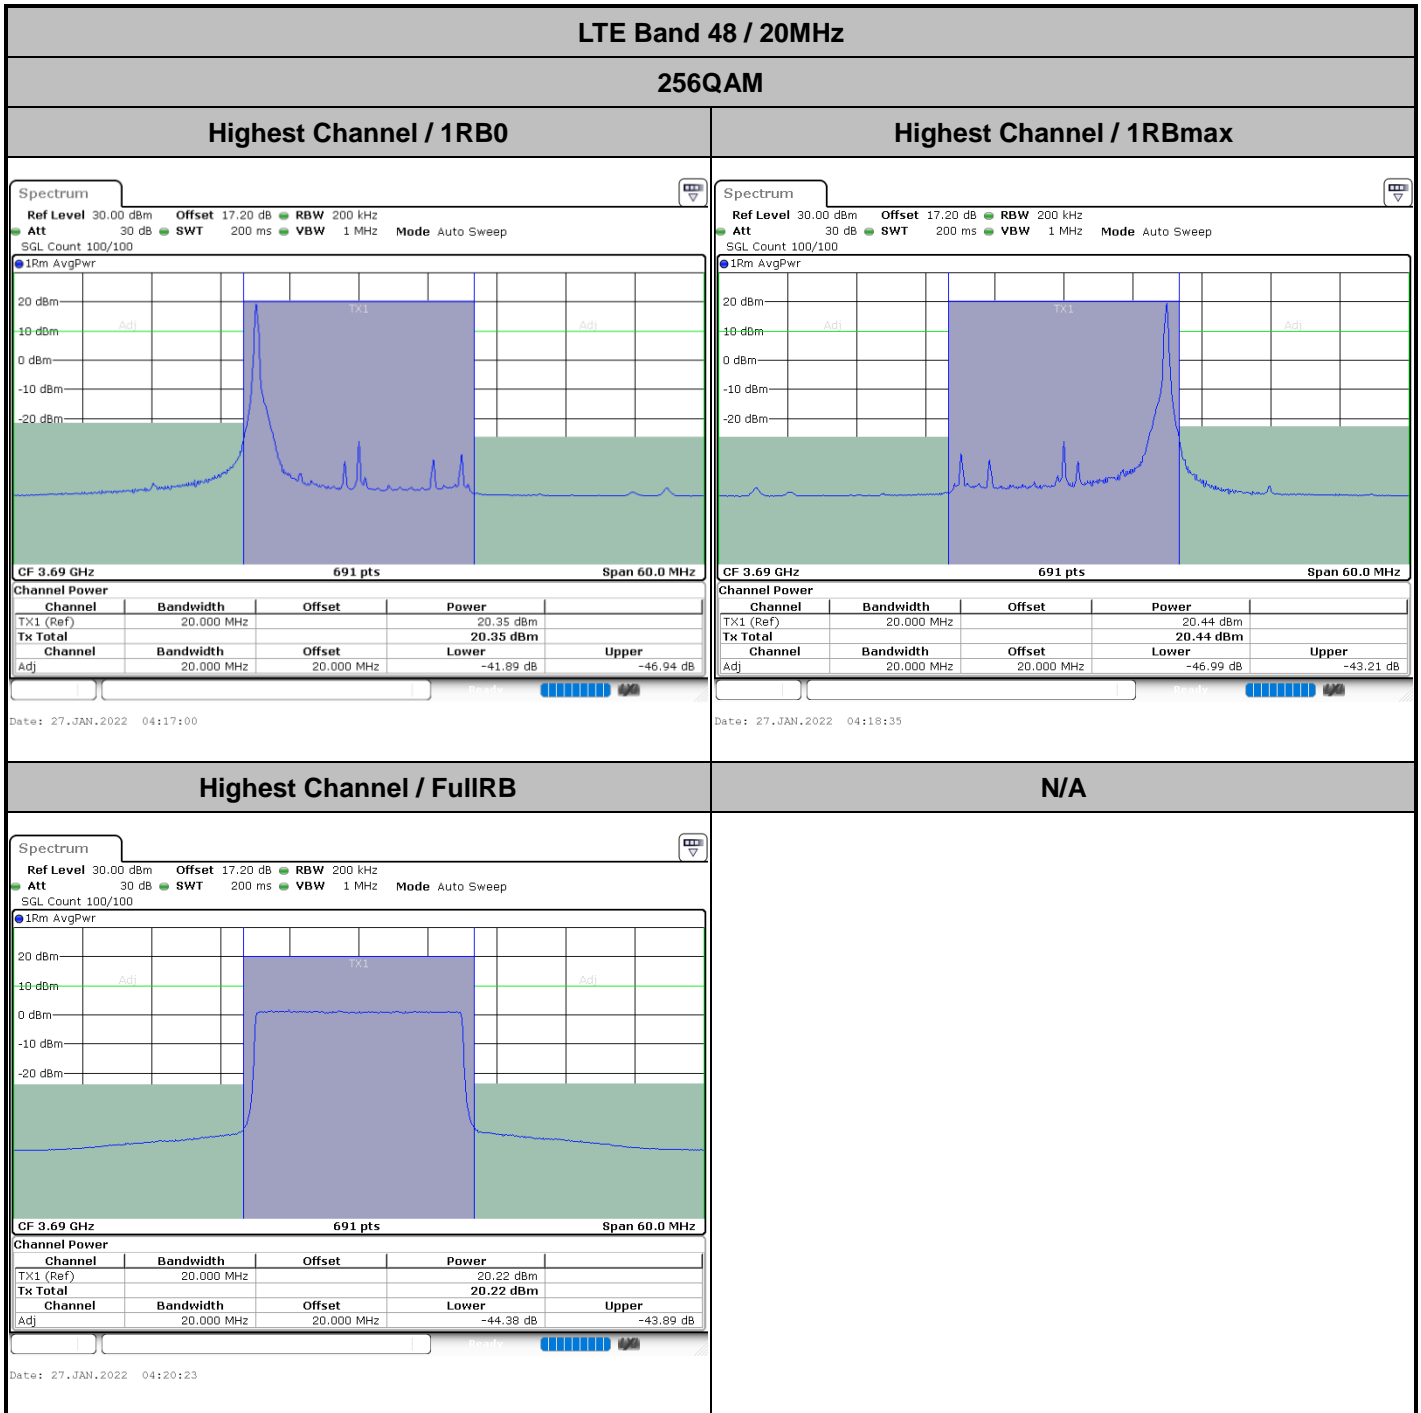 LTE Band 48 / 20MHz
256QAM
Highest Channel / 1RB0
Highest Channel / 1RBmax
Spectrum
Ref Level 30.00 dBm Offset 17.20 dB RBW 200 kHz
Att 30 dB SWT 200 ms VBW 1 MHz Mode Auto Sweep
SGL Count 100/100
1Rm AvgPwr
TX1
Adj
Adj
20 dBm
10 dBm
0 dBm
-10 dBm
-20 dBm
CF 3.69 GHz 691 pts Span 60.0 MHz
Channel Power
Channel Bandwidth Offset Power
TX1 (Ref) 20.000 MHz 20.35 dBm
Tx Total 20.35 dBm
Channel Bandwidth Offset Lower Upper
Adj 20.000 MHz 20.000 MHz -41.89 dB -46.94 dB
Ready
Date: 27.JAN.2022 04:17:00
Spectrum
Ref Level 30.00 dBm Offset 17.20 dB RBW 200 kHz
Att 30 dB SWT 200 ms VBW 1 MHz Mode Auto Sweep
SGL Count 100/100
1Rm AvgPwr
TX1
Adj
Adj
20 dBm
10 dBm
0 dBm
-10 dBm
-20 dBm
CF 3.69 GHz 691 pts Span 60.0 MHz
Channel Power
Channel Bandwidth Offset Power
TX1 (Ref) 20.000 MHz 20.44 dBm
Tx Total 20.44 dBm
Channel Bandwidth Offset Lower Upper
Adj 20.000 MHz 20.000 MHz -46.99 dB -43.21 dB
Ready
Date: 27.JAN.2022 04:18:35
Highest Channel / FullRB
N/A
Spectrum
Ref Level 30.00 dBm Offset 17.20 dB RBW 200 kHz
Att 30 dB SWT 200 ms VBW 1 MHz Mode Auto Sweep
SGL Count 100/100
1Rm AvgPwr
TX1
Adj
Adj
20 dBm
10 dBm
0 dBm
-10 dBm
-20 dBm
CF 3.69 GHz 691 pts Span 60.0 MHz
Channel Power
Channel Bandwidth Offset Power
TX1 (Ref) 20.000 MHz 20.22 dBm
Tx Total 20.22 dBm
Channel Bandwidth Offset Lower Upper
Adj 20.000 MHz 20.000 MHz -44.38 dB -43.89 dB
Ready
Date: 27.JAN.2022 04:20:23